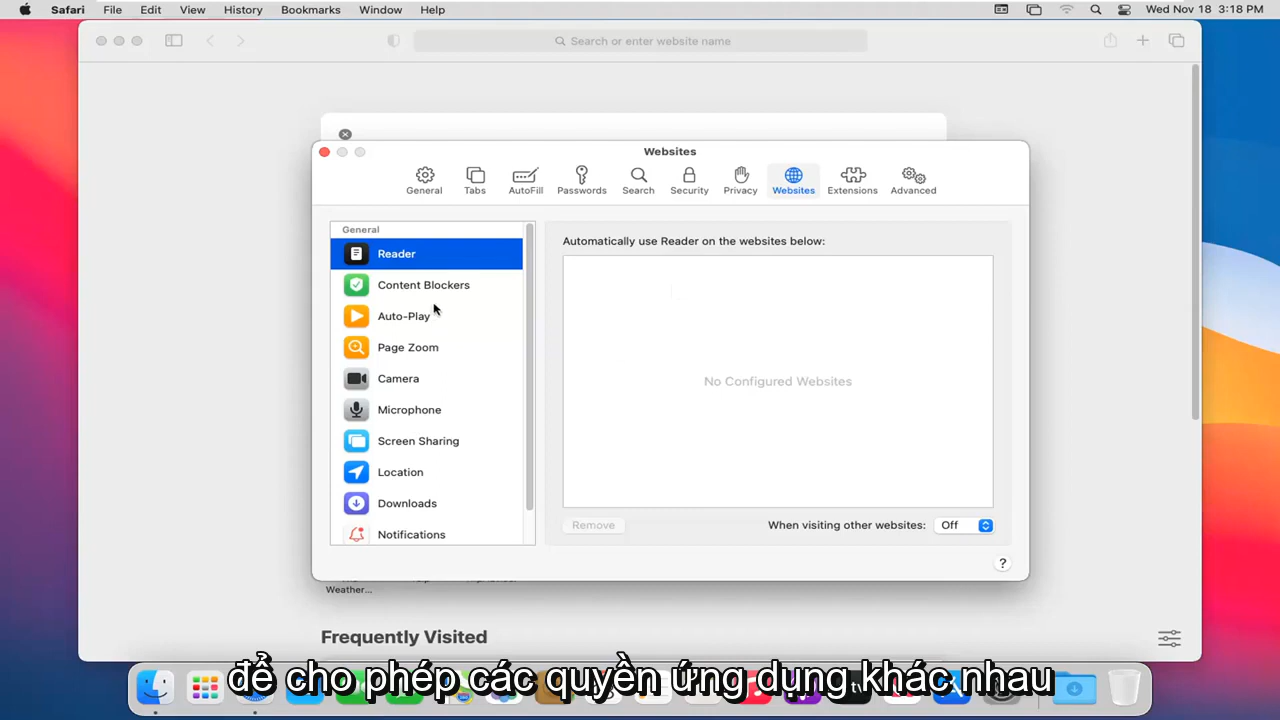 Safari File Edit View History Bookmarks Window Help Wed Nov 18 3:18 PM
Search or enter website name
Websites
General Tabs AutoFill Passwords Search Security Privacy Websites Extensions Advanced
General
Reader
Content Blockers
Auto-Play
Page Zoom
Camera
Microphone
Screen Sharing
Location
Downloads
Notifications
Automatically use Reader on the websites below:
No Configured Websites
Remove
When visiting other websites: Off
?
Weather...
Frequently Visited
để cho phép các quyền ứng dụng khác nhau
tv